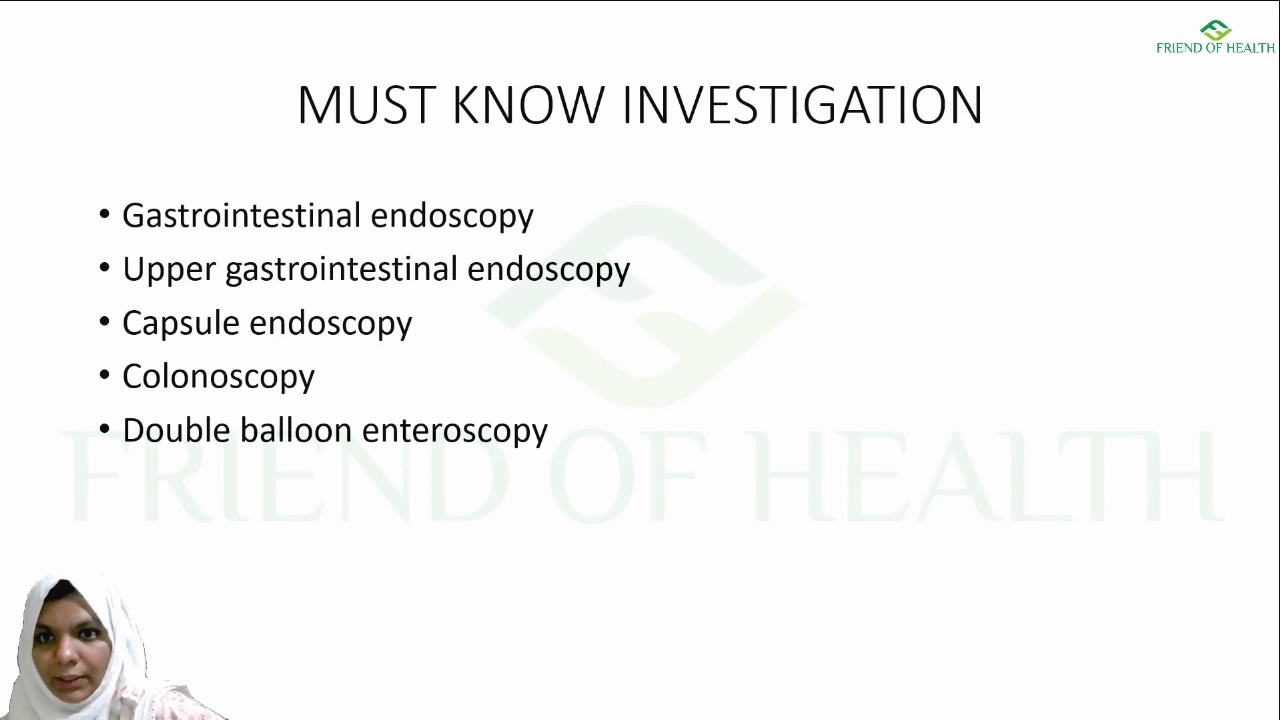 FRIEND OF HEALTH
MUST KNOW INVESTIGATION
• Gastrointestinal endoscopy
• Upper gastrointestinal endoscopy
• Capsule endoscopy
• Colonoscopy
• Double balloon enteroscopy
FRIEND OF HEALTH